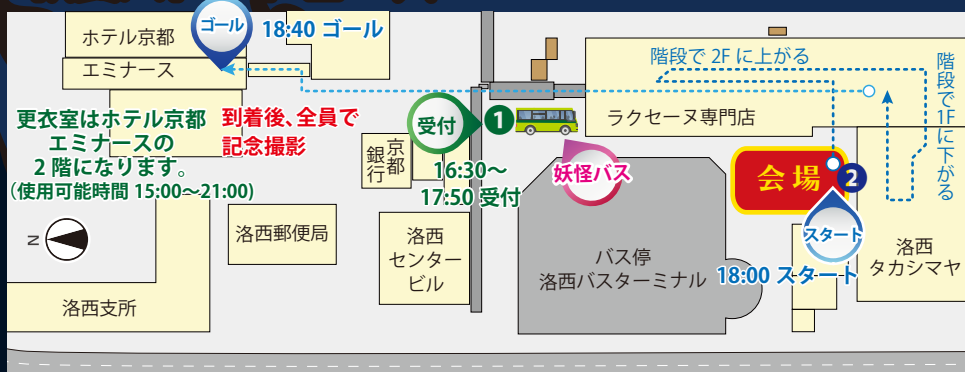 ホテル京都
エミナース
ゴール
18:40 ゴール
更衣室はホテル京都
エミナースの
2 階になります。
(使用可能時間 15:00〜21:00)
到着後、全員で
記念撮影
受付
1
16:30〜
17:50 受付
京都
銀行
妖怪バス
階段で 2F に上がる
階段で1Fに下がる
ラクセーヌ専門店
会場
2
スタート
18:00 スタート
洛西
タカシマヤ
バス停
洛西バスターミナル
洛西
センター
ビル
洛西郵便局
N
洛西支所